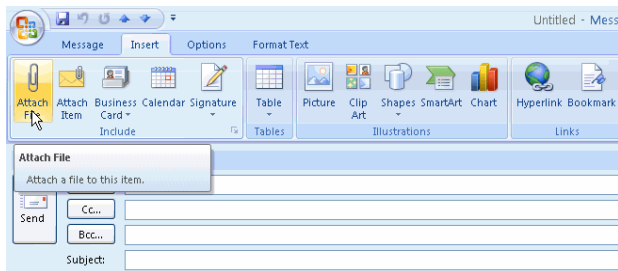 Untitled - Mess
Message Insert Options Format Text
Attach File
Attach Item
Business Card
Calendar
Signature
Table
Picture
Clip Art
Shapes
SmartArt
Chart
Hyperlink
Bookmark
Include Tables Illustrations Links
Attach File
Attach a file to this item.
Send
Cc...
Bcc...
Subject: